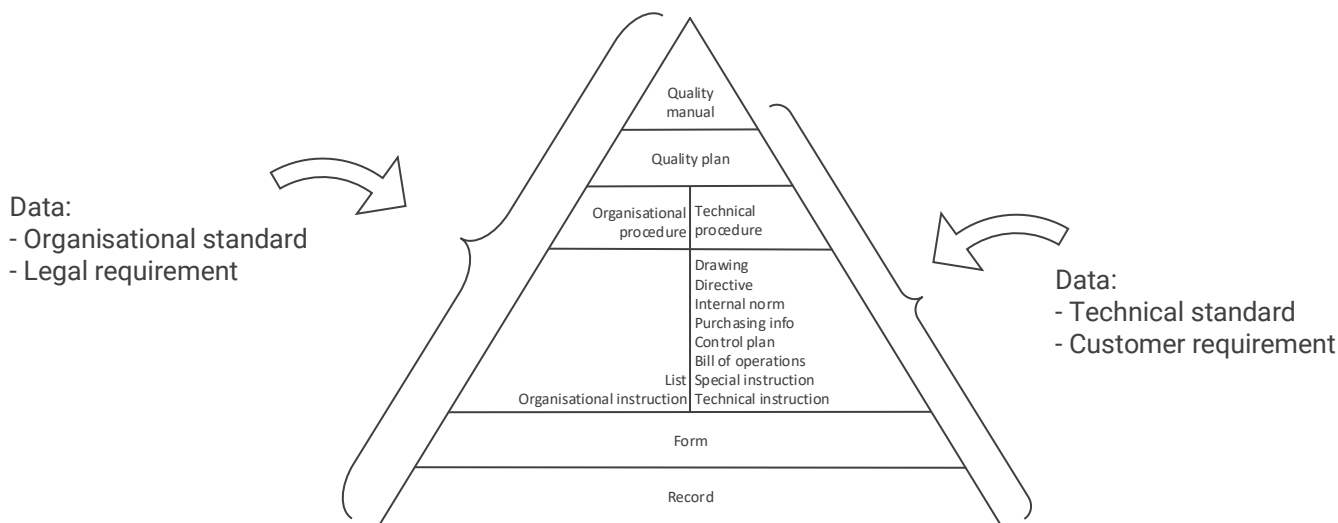 Quality
manual
Quality plan
Organisational
procedure
Technical
procedure
Drawing
Directive
Internal norm
Purchasing info
Control plan
Bill of operations
List
Special instruction
Organisational instruction
Technical instruction
Form
Record
Data:
- Organisational standard
- Legal requirement
Data:
- Technical standard
- Customer requirement